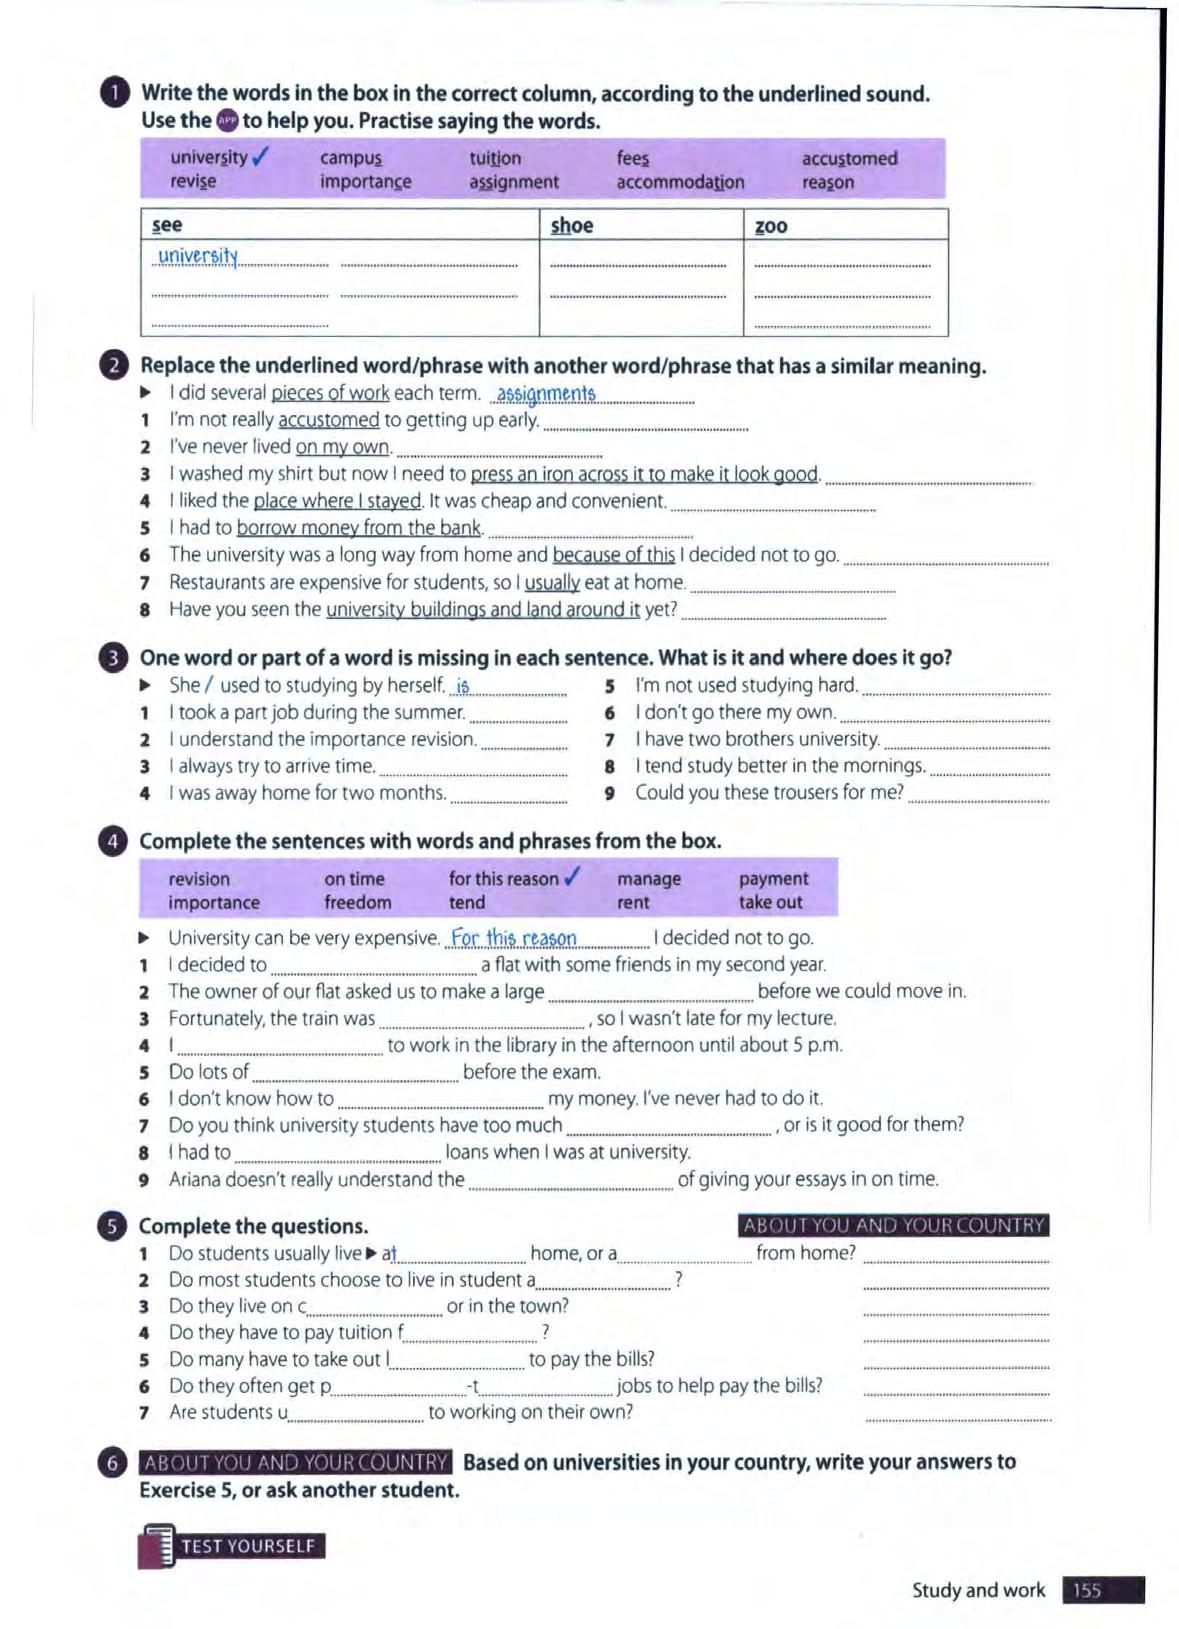 1 Write the words in the box in the correct column, according to the underlined sound.
Use the APP to help you. Practise saying the words.
university ✓ campus tuition fees accustomed
revise importance assignment accommodation reason
see shoe zoo
university
2 Replace the underlined word/phrase with another word/phrase that has a similar meaning.
► I did several pieces of work each term. assignments
1 I'm not really accustomed to getting up early.
2 I've never lived on my own.
3 I washed my shirt but now I need to press an iron across it to make it look good.
4 I liked the place where I stayed. It was cheap and convenient.
5 I had to borrow money from the bank.
6 The university was a long way from home and because of this I decided not to go.
7 Restaurants are expensive for students, so I usually eat at home.
8 Have you seen the university buildings and land around it yet?
3 One word or part of a word is missing in each sentence. What is it and where does it go?
► She / used to studying by herself. is
1 I took a part job during the summer.
2 I understand the importance revision.
3 I always try to arrive time.
4 I was away home for two months.
5 I'm not used studying hard.
6 I don't go there my own.
7 I have two brothers university.
8 I tend study better in the mornings.
9 Could you these trousers for me?
4 Complete the sentences with words and phrases from the box.
revision on time for this reason ✓ manage payment
importance freedom tend rent take out
► University can be very expensive. For this reason I decided not to go.
1 I decided to a flat with some friends in my second year.
2 The owner of our flat asked us to make a large before we could move in.
3 Fortunately, the train was , so I wasn't late for my lecture.
4 I to work in the library in the afternoon until about 5 p.m.
5 Do lots of before the exam.
6 I don't know how to my money. I've never had to do it.
7 Do you think university students have too much , or is it good for them?
8 I had to loans when I was at university.
9 Ariana doesn't really understand the of giving your essays in on time.
5 Complete the questions. ABOUT YOU AND YOUR COUNTRY
1 Do students usually live ► at home, or a from home?
2 Do most students choose to live in student a ?
3 Do they live on c or in the town?
4 Do they have to pay tuition f ?
5 Do many have to take out l to pay the bills?
6 Do they often get p -t jobs to help pay the bills?
7 Are students u to working on their own?
6 ABOUT YOU AND YOUR COUNTRY Based on universities in your country, write your answers to
Exercise 5, or ask another student.
TEST YOURSELF
Study and work 155